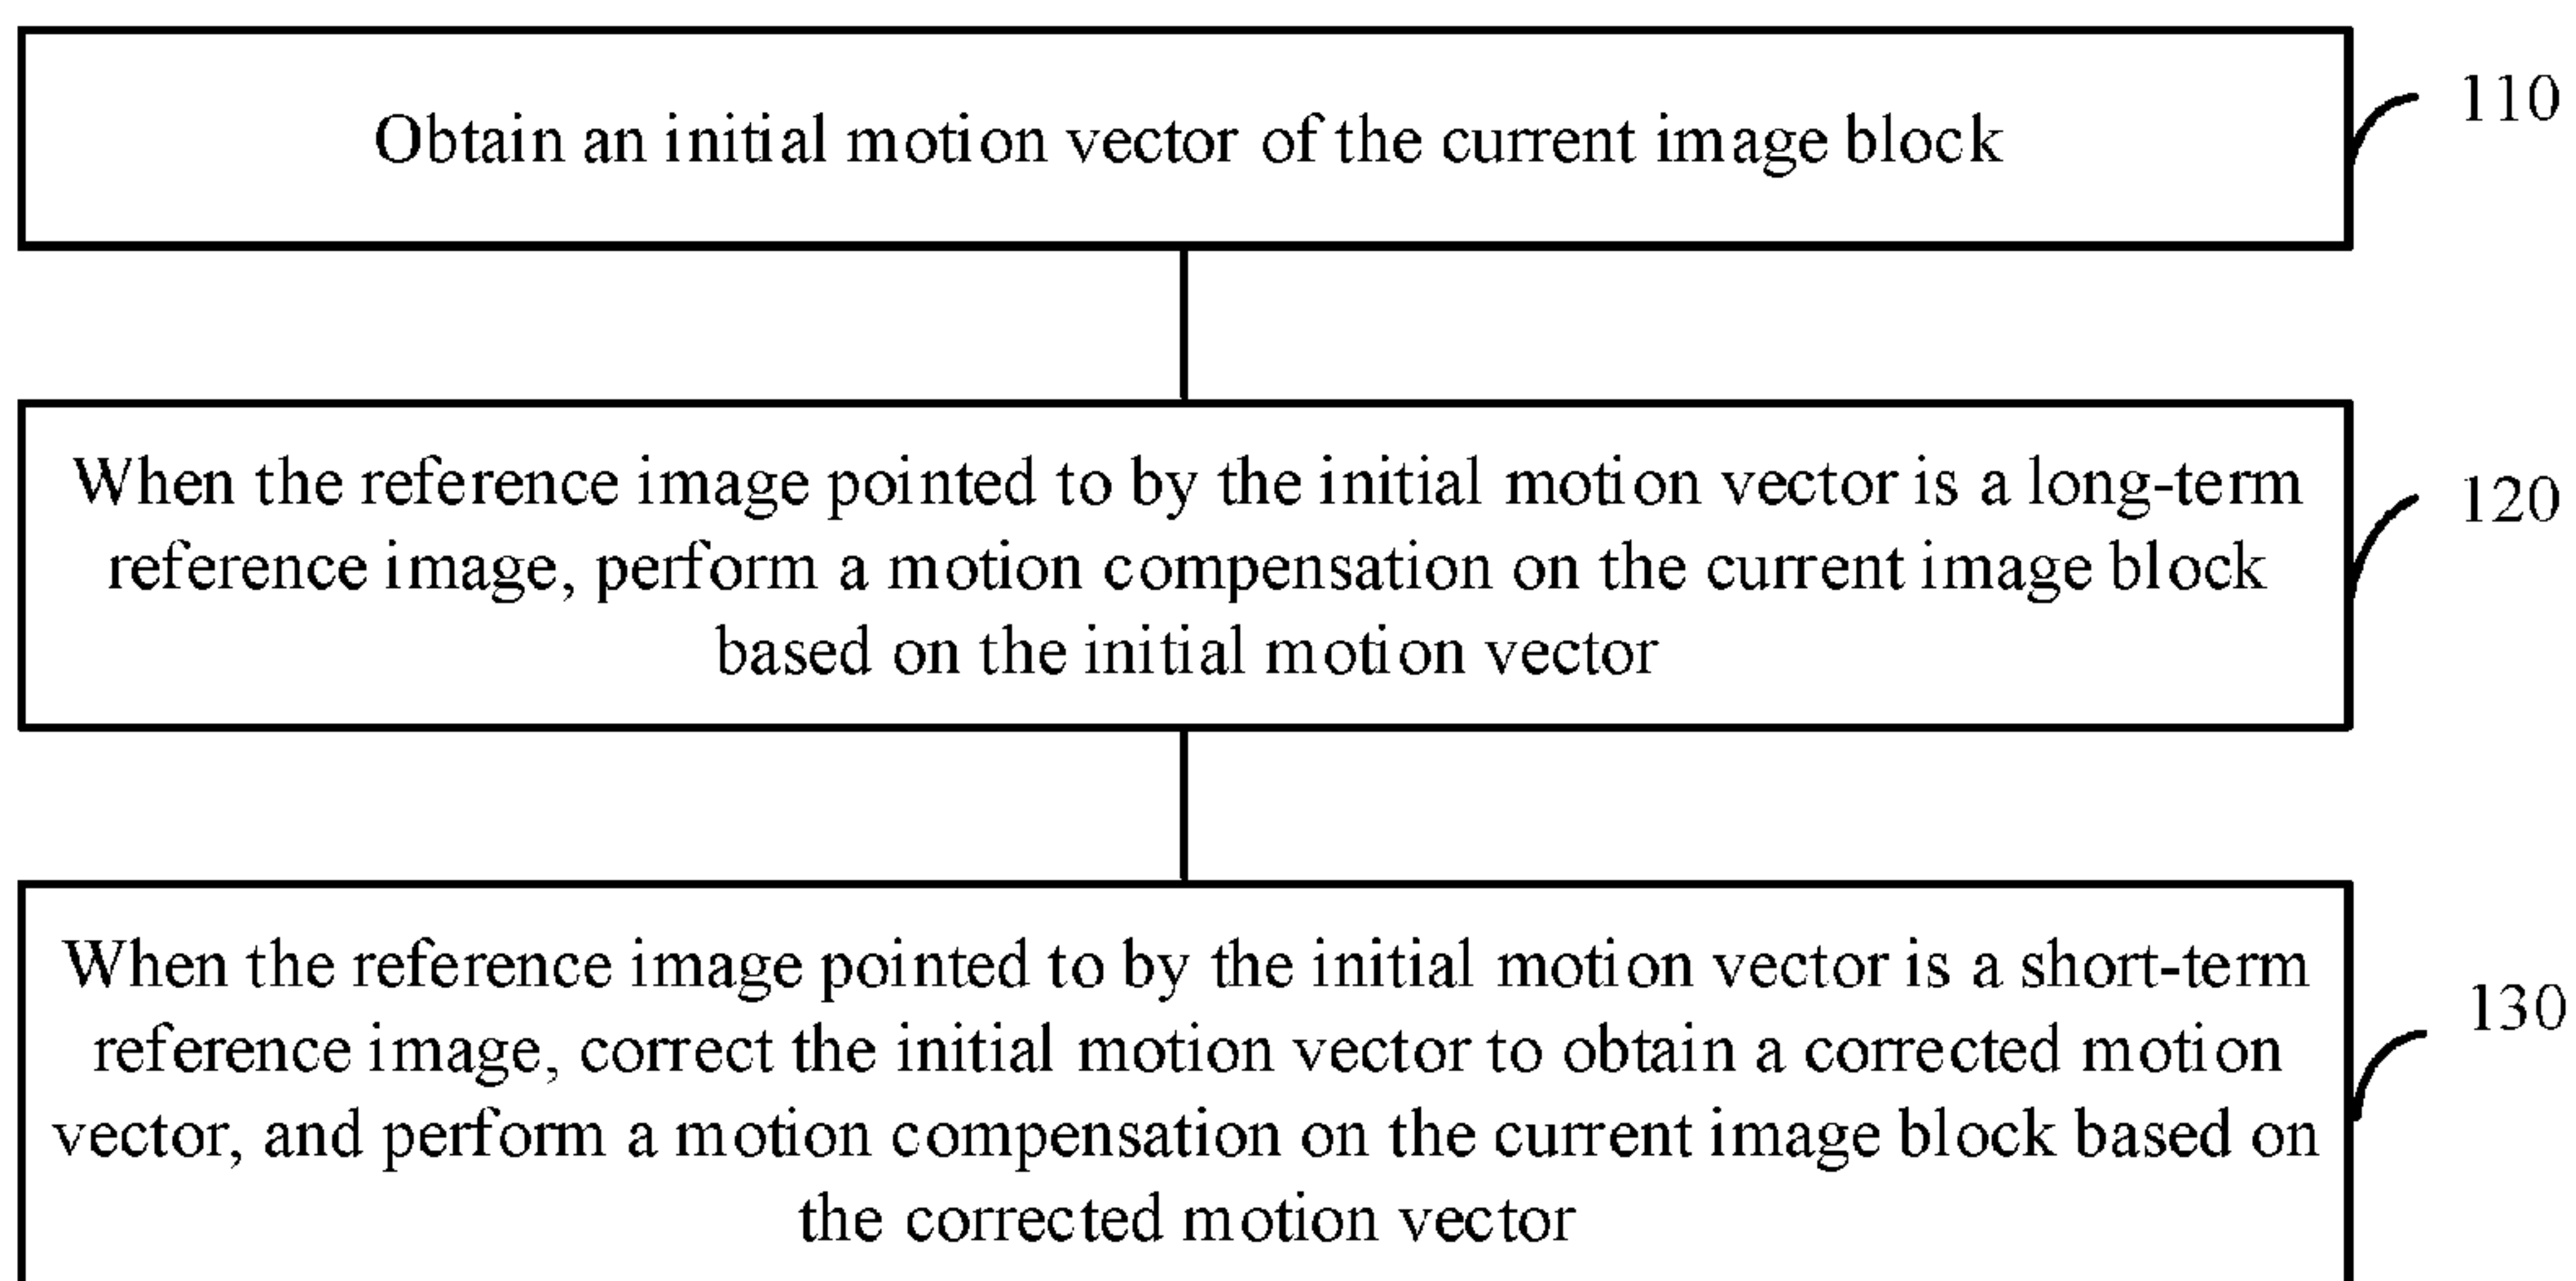 Obtain an initial motion vector of the current image block
110
When the reference image pointed to by the initial motion vector is a long-term
reference image, perform a motion compensation on the current image block
based on the initial motion vector
120
When the reference image pointed to by the initial motion vector is a short-term
reference image, correct the initial motion vector to obtain a corrected motion
vector, and perform a motion compensation on the current image block based on
the corrected motion vector
130